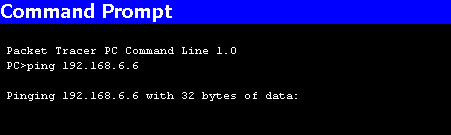 Command Prompt
Packet Tracer PC Command Line 1.0
PC>ping 192.168.6.6
Pinging 192.168.6.6 with 32 bytes of data: